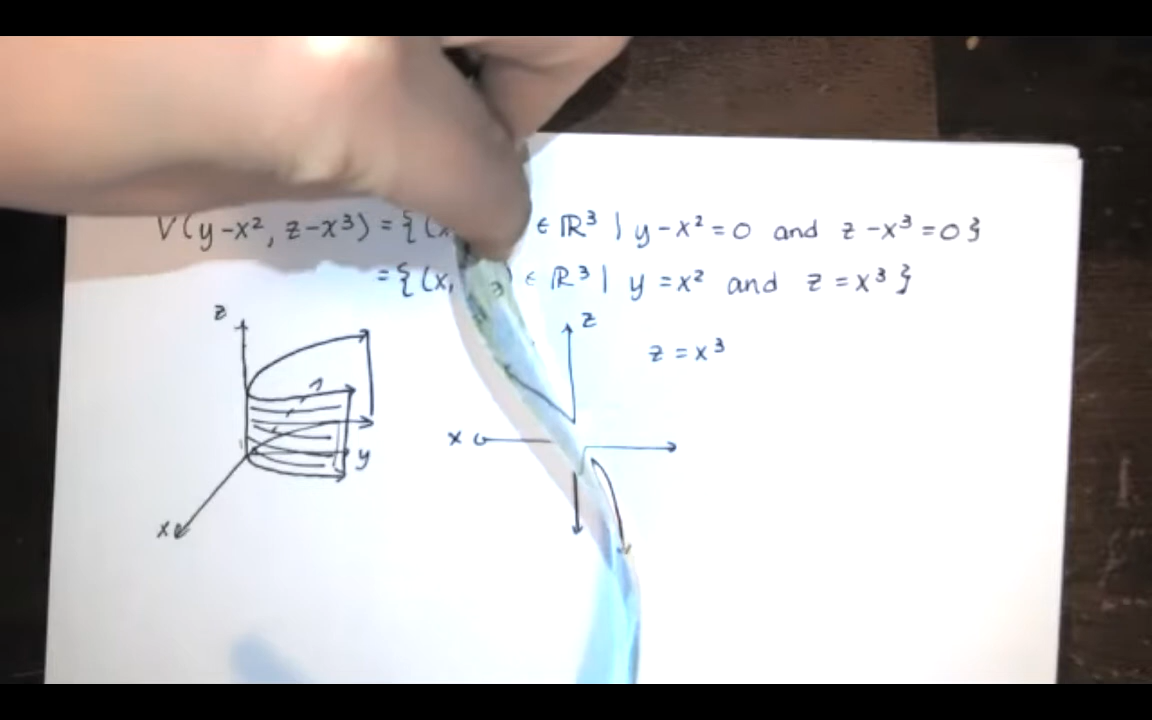 V(y-x², z-x³) = {(x ∈ ℝ³ | y-x²=0 and z-x³=0}
={(x, ) ∈ ℝ³ | y=x² and z=x³}
z
z
z = x³
x
y
x